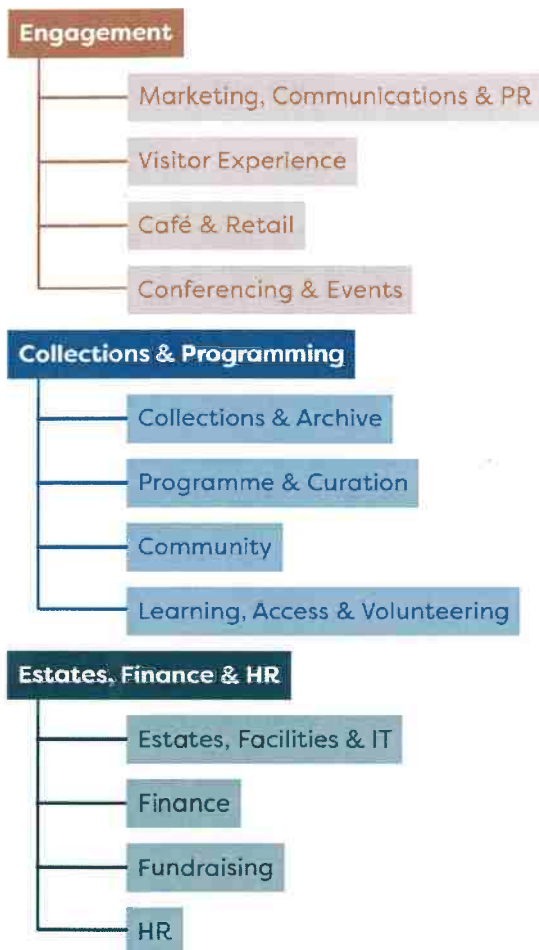 Engagement
Marketing, Communications & PR
Visitor Experience
Café & Retail
Conferencing & Events
Collections & Programming
Collections & Archive
Programme & Curation
Community
Learning, Access & Volunteering
Estates, Finance & HR
Estates, Facilities & IT
Finance
Fundraising
HR